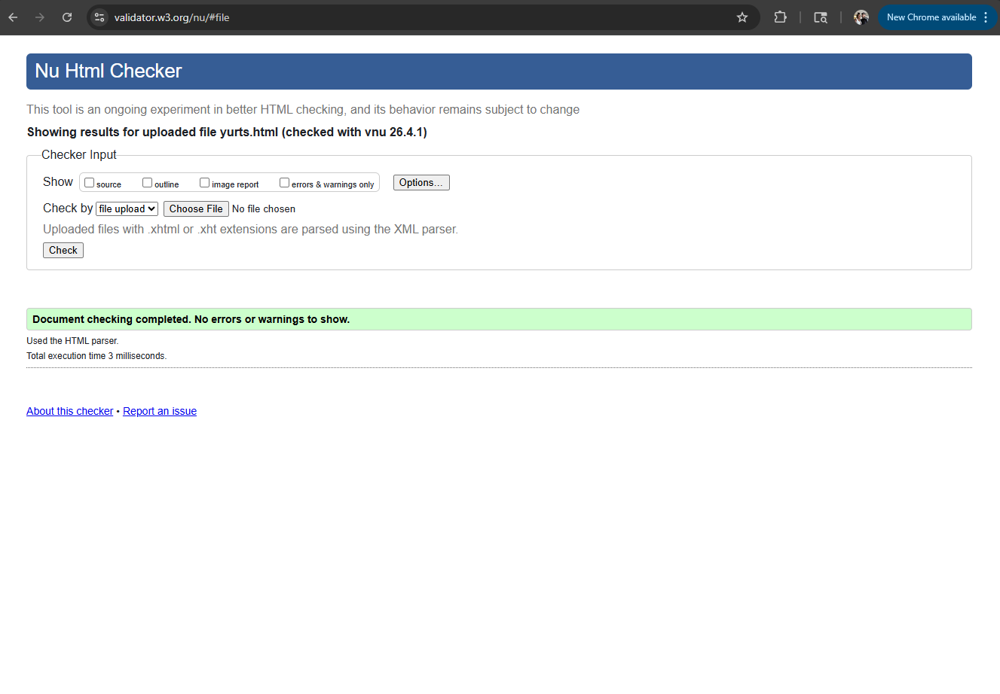 validator.w3.org/nu/#file
New Chrome available
Nu Html Checker
This tool is an ongoing experiment in better HTML checking, and its behavior remains subject to change
Showing results for uploaded file yurts.html (checked with vnu 26.4.1)
Checker Input
Show source outline image report errors & warnings only Options...
Check by file upload Choose File No file chosen
Uploaded files with .xhtml or .xht extensions are parsed using the XML parser.
Check
Document checking completed. No errors or warnings to show.
Used the HTML parser.
Total execution time 3 milliseconds.
About this checker • Report an issue